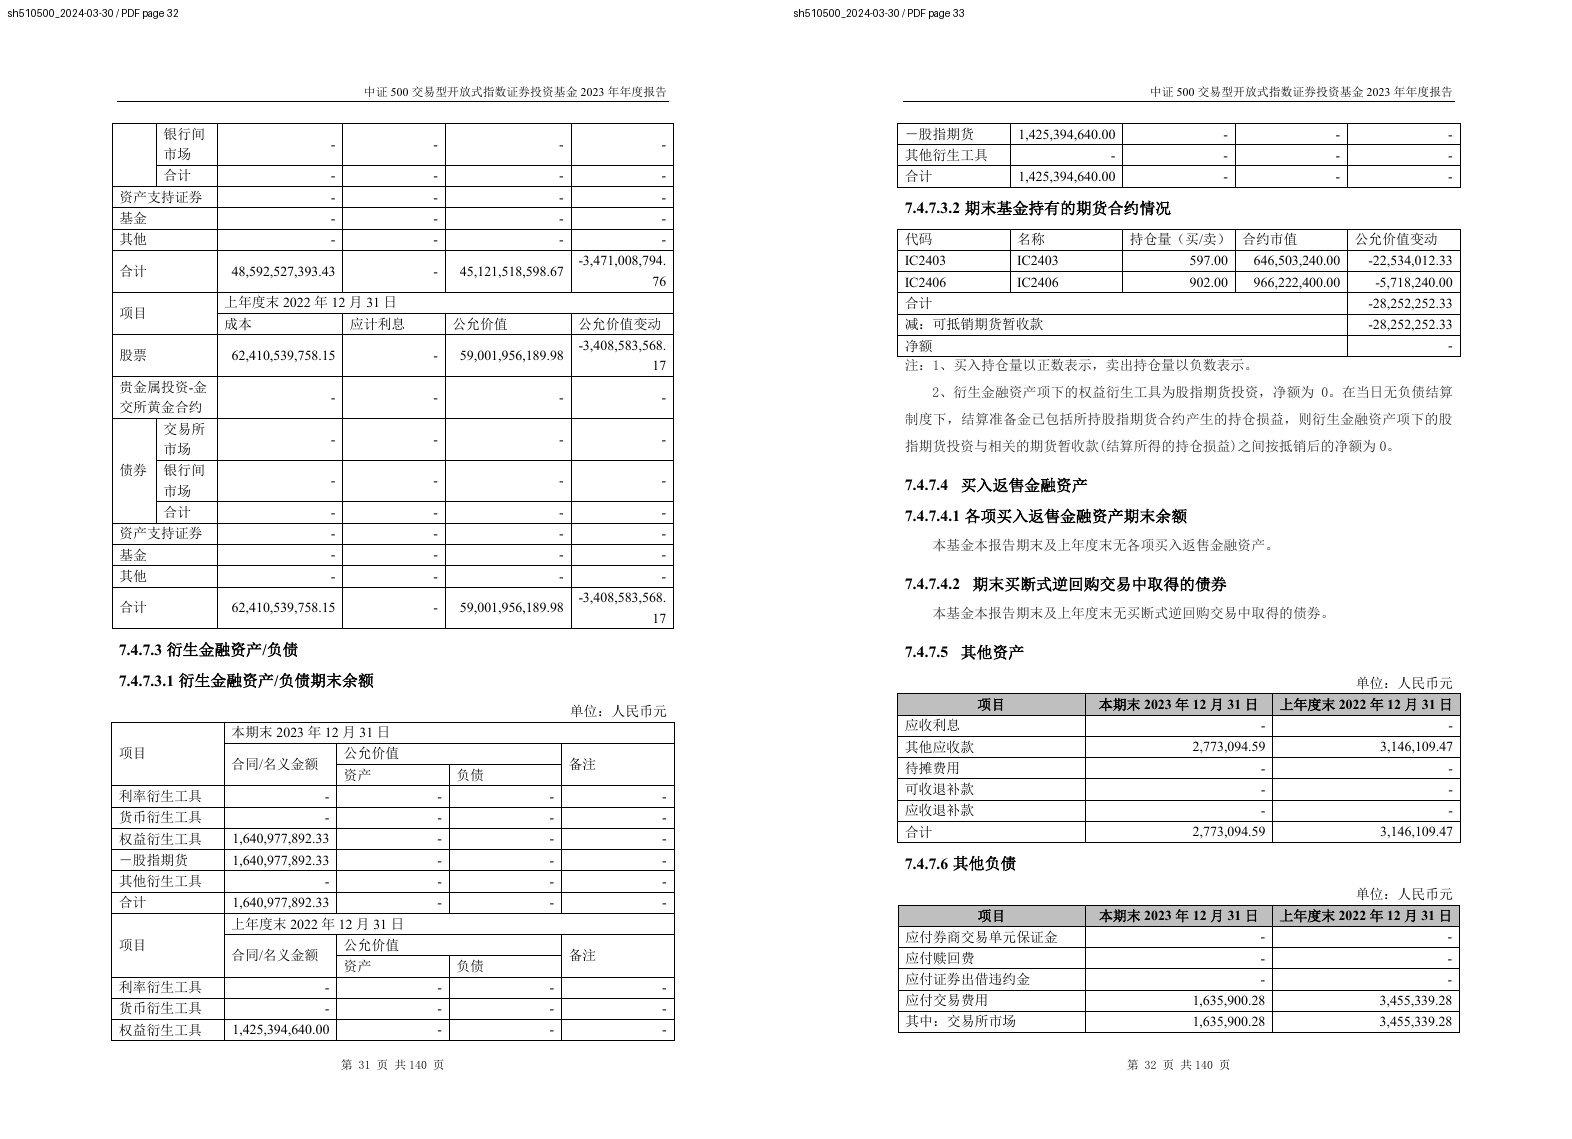 sh510500_2024-03-30 / PDF page 32
中证 500 交易型开放式指数证券投资基金 2023 年年度报告
银行间
市场 - - - -
合计 - - - -
资产支持证券 - - - -
基金 - - - -
其他 - - - -
合计 48,592,527,393.43 - 45,121,518,598.67 -3,471,008,794.
76
项目 上年度末 2022 年 12 月 31 日
成本 应计利息 公允价值 公允价值变动
股票 62,410,539,758.15 - 59,001,956,189.98 -3,408,583,568.
17
贵金属投资-金
交所黄金合约 - - - -
债券 交易所
市场 - - - -
银行间
市场 - - - -
合计 - - - -
资产支持证券 - - - -
基金 - - - -
其他 - - - -
合计 62,410,539,758.15 - 59,001,956,189.98 -3,408,583,568.
17
7.4.7.3 衍生金融资产/负债
7.4.7.3.1 衍生金融资产/负债期末余额
单位：人民币元
项目 本期末 2023 年 12 月 31 日
合同/名义金额 公允价值 备注
资产 负债
利率衍生工具 - - - -
货币衍生工具 - - - -
权益衍生工具 1,640,977,892.33 - - -
－股指期货 1,640,977,892.33 - - -
其他衍生工具 - - - -
合计 1,640,977,892.33 - - -
项目 上年度末 2022 年 12 月 31 日
合同/名义金额 公允价值 备注
资产 负债
利率衍生工具 - - - -
货币衍生工具 - - - -
权益衍生工具 1,425,394,640.00 - - -
第 31 页 共 140 页
sh510500_2024-03-30 / PDF page 33
中证 500 交易型开放式指数证券投资基金 2023 年年度报告
－股指期货 1,425,394,640.00 - - -
其他衍生工具 - - - -
合计 1,425,394,640.00 - - -
7.4.7.3.2 期末基金持有的期货合约情况
代码 名称 持仓量（买/卖） 合约市值 公允价值变动
IC2403 IC2403 597.00 646,503,240.00 -22,534,012.33
IC2406 IC2406 902.00 966,222,400.00 -5,718,240.00
合计 -28,252,252.33
减：可抵销期货暂收款 -28,252,252.33
净额 -
注：1、买入持仓量以正数表示，卖出持仓量以负数表示。
2、衍生金融资产项下的权益衍生工具为股指期货投资，净额为 0。在当日无负债结算
制度下，结算准备金已包括所持股指期货合约产生的持仓损益，则衍生金融资产项下的股
指期货投资与相关的期货暂收款(结算所得的持仓损益)之间按抵销后的净额为 0。
7.4.7.4 买入返售金融资产
7.4.7.4.1 各项买入返售金融资产期末余额
本基金本报告期末及上年度末无各项买入返售金融资产。
7.4.7.4.2 期末买断式逆回购交易中取得的债券
本基金本报告期末及上年度末无买断式逆回购交易中取得的债券。
7.4.7.5 其他资产
单位：人民币元
项目 本期末 2023 年 12 月 31 日 上年度末 2022 年 12 月 31 日
应收利息 - -
其他应收款 2,773,094.59 3,146,109.47
待摊费用 - -
可收退补款 - -
应收退补款 - -
合计 2,773,094.59 3,146,109.47
7.4.7.6 其他负债
单位：人民币元
项目 本期末 2023 年 12 月 31 日 上年度末 2022 年 12 月 31 日
应付券商交易单元保证金 - -
应付赎回费 - -
应付证券出借违约金 - -
应付交易费用 1,635,900.28 3,455,339.28
其中：交易所市场 1,635,900.28 3,455,339.28
第 32 页 共 140 页